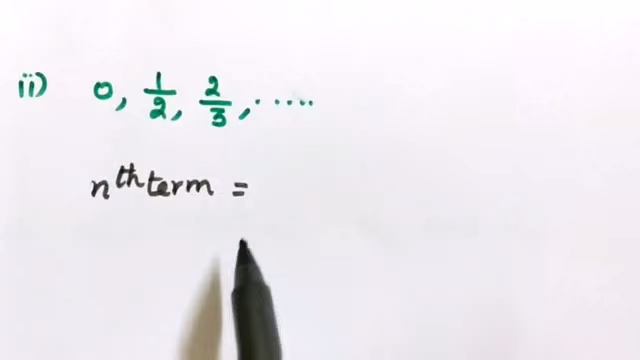 ii) 0, 1/2, 2/3, .....
nth term =